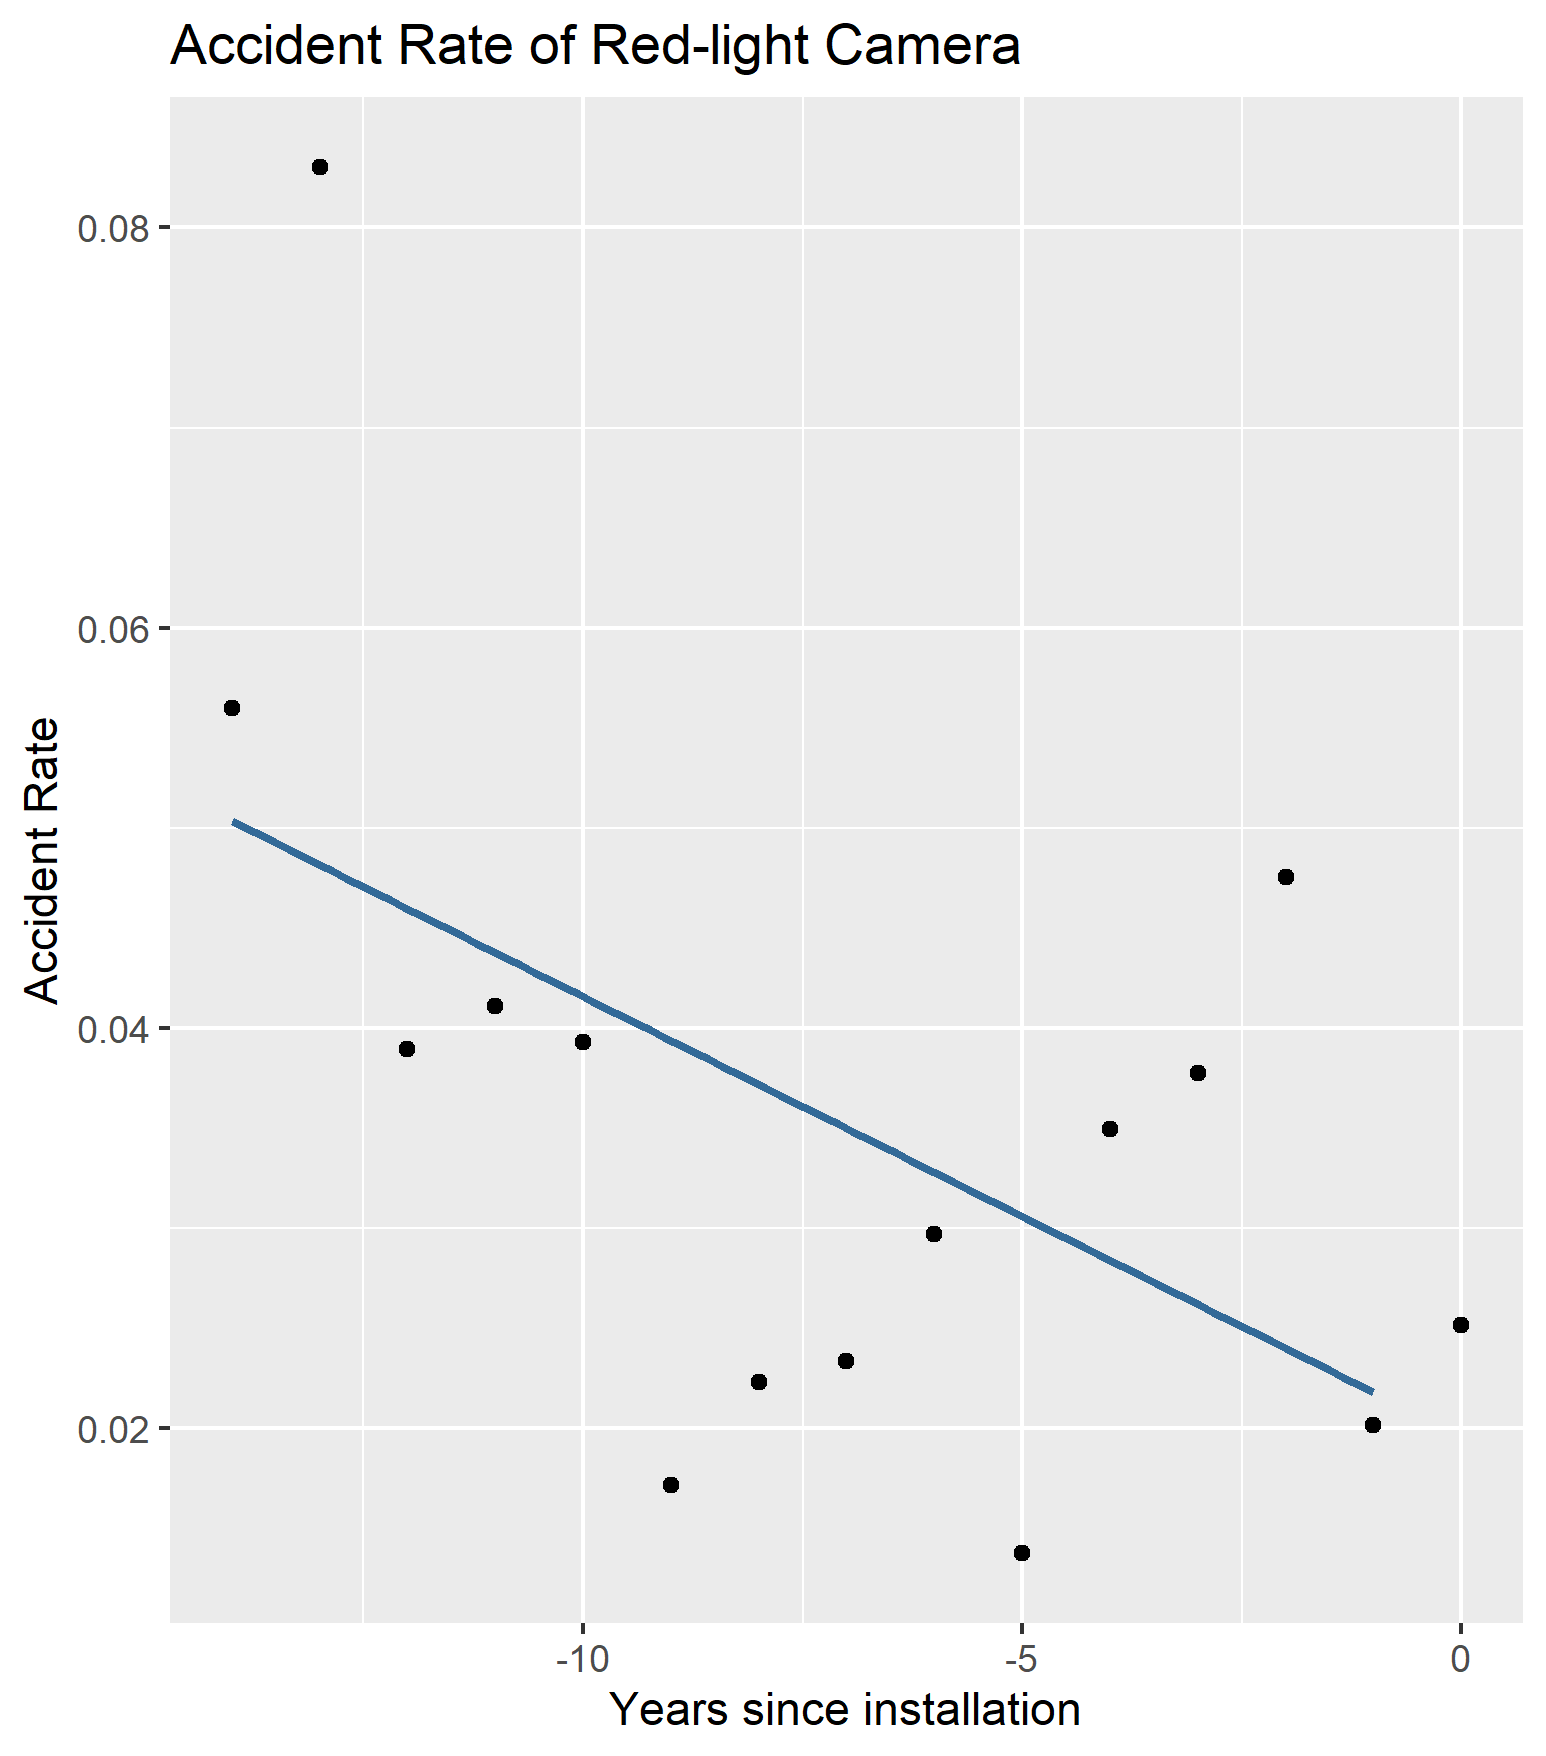 Accident Rate of Red-light Camera
Accident Rate
0.08
0.06
0.04
0.02
-10
-5
0
Years since installation